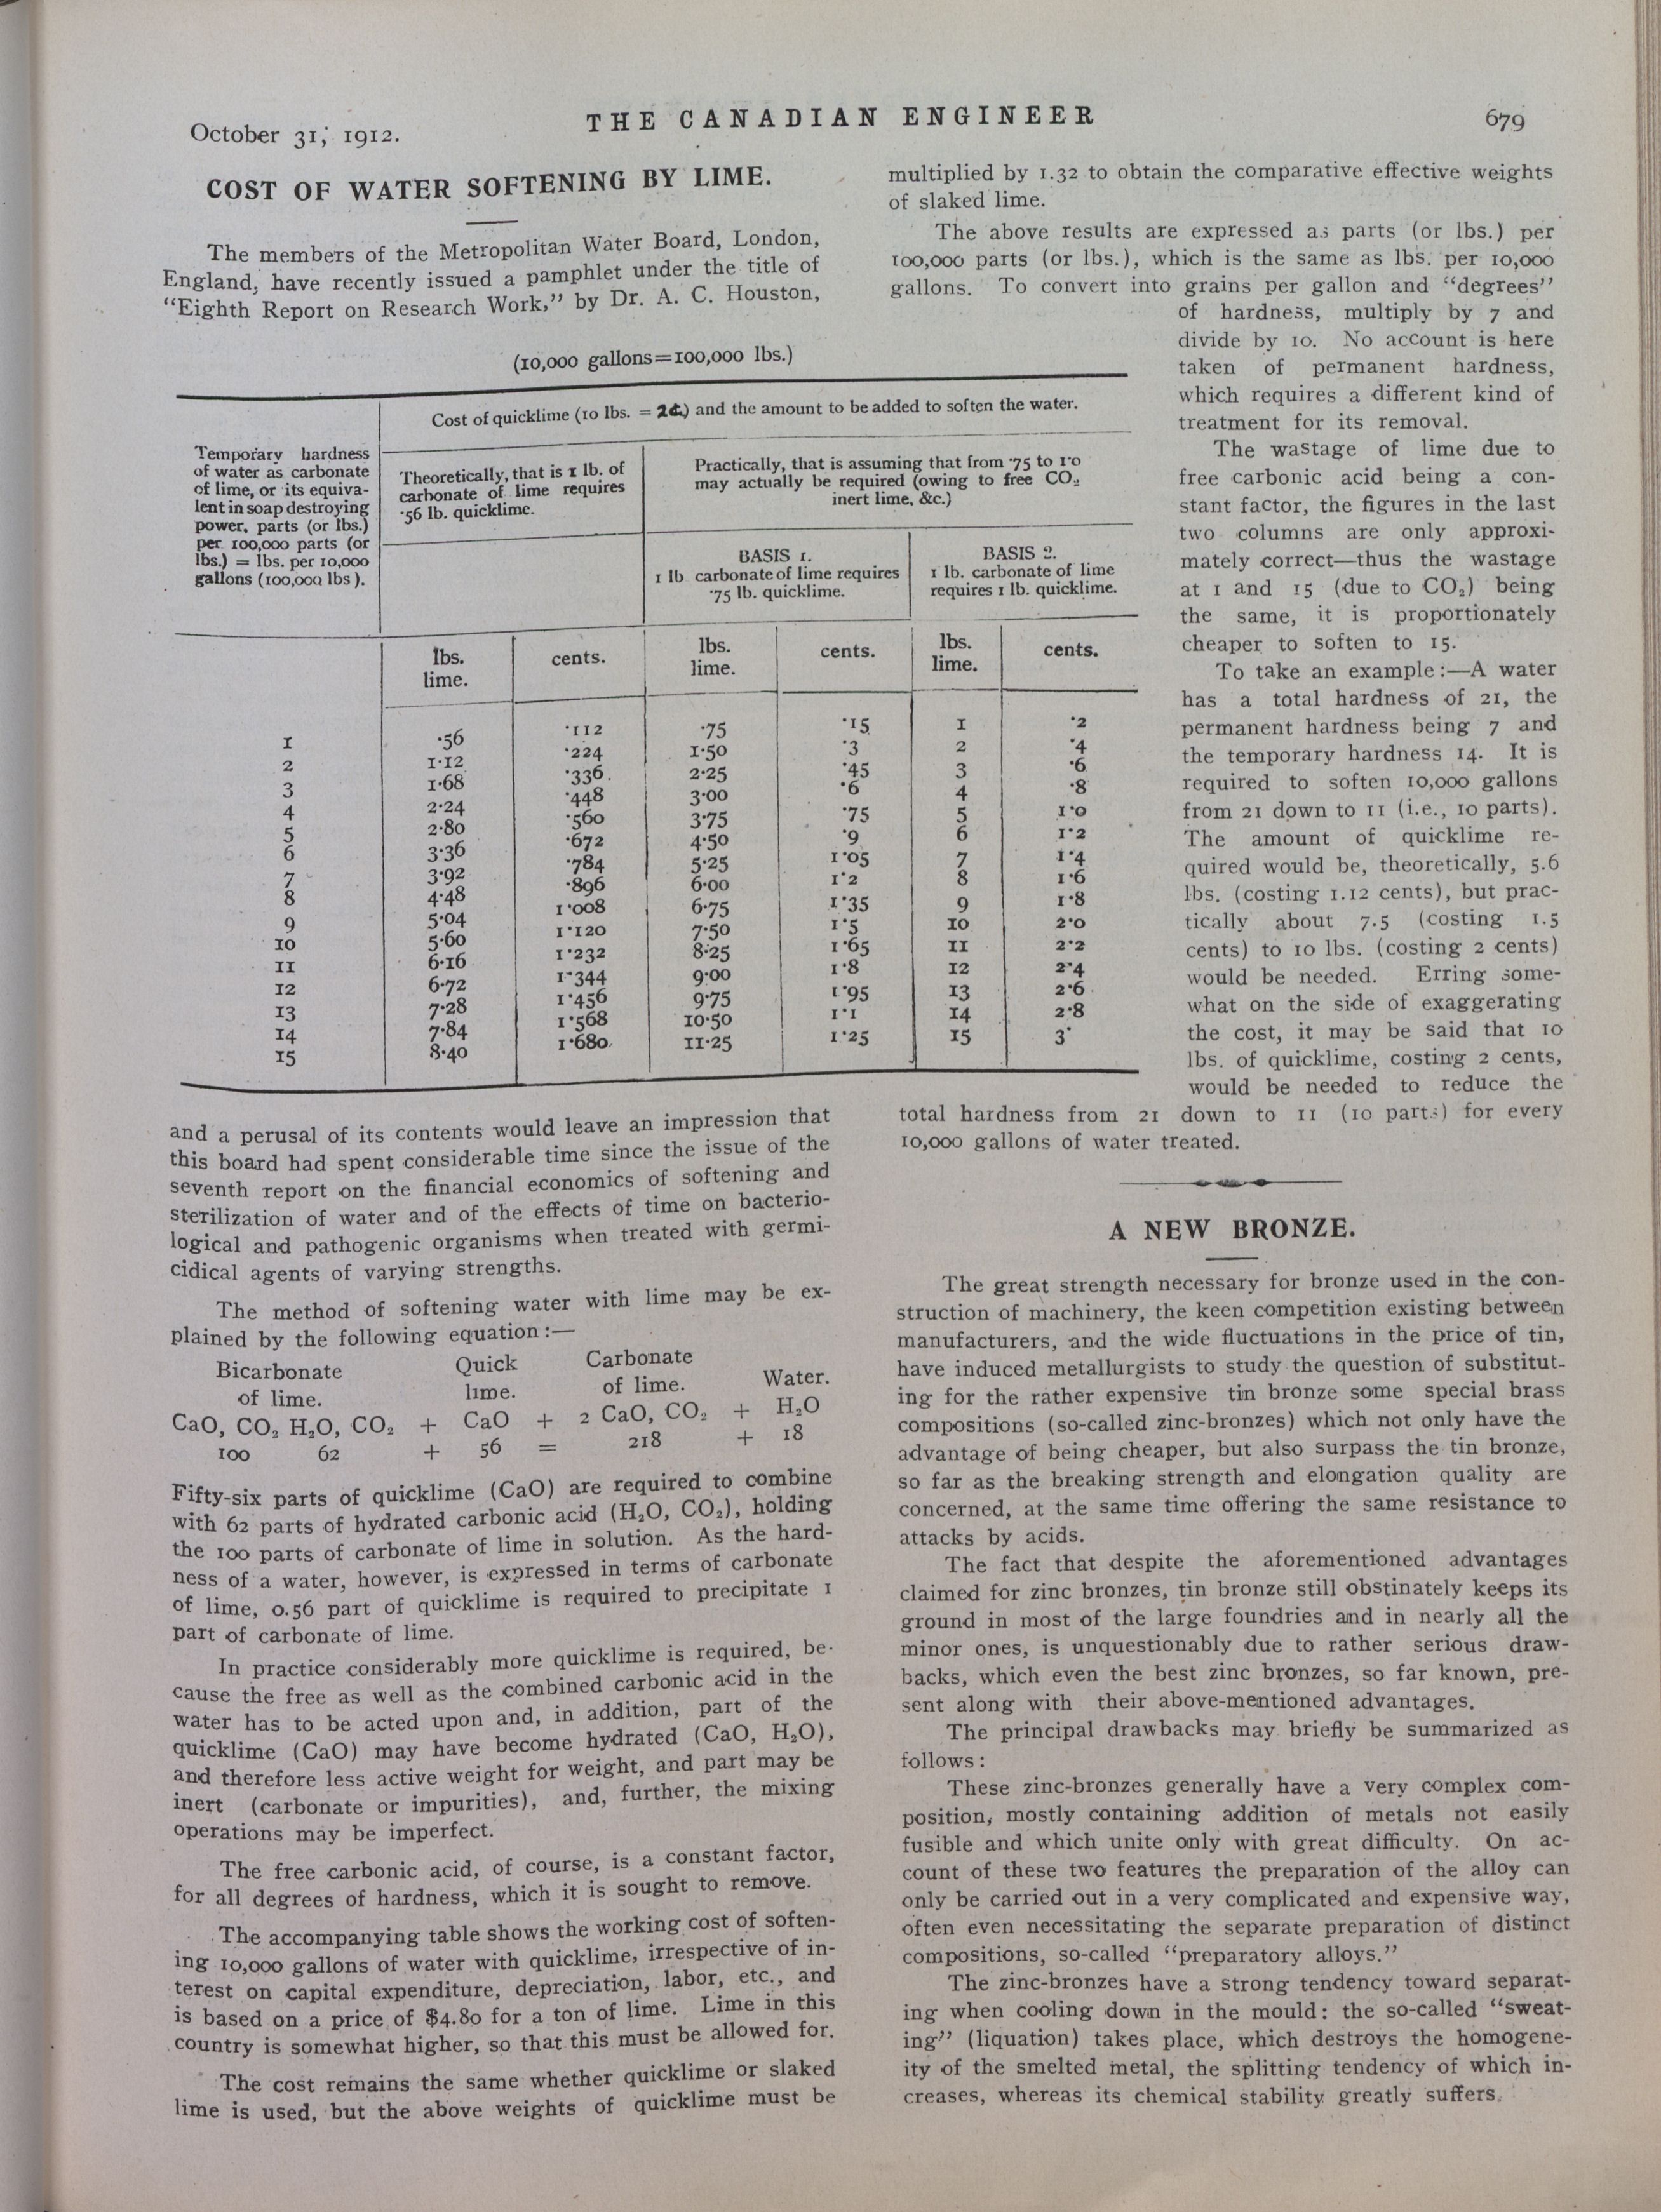 October 31, 1912.
THE CANADIAN ENGINEER
679
COST OF WATER SOFTENING BY LIME.
The members of the Metropolitan Water Board, London,
England, have recently issued a pamphlet under the title of
"Eighth Report on Research Work," by Dr. A. C. Houston,
(10,000 gallons=100,000 lbs.)
Temporary hardness
of water as carbonate
of lime, or its equiva-
lent in soap destroying
power, parts (or lbs.)
per 100,000 parts (or
lbs.) = lbs. per 10,000
gallons (100,000 lbs).
Cost of quicklime (10 lbs. = 2¢) and the amount to be added to soften the water.
Theoretically, that is 1 lb. of
carbonate of lime requires
·56 lb. quicklime.
Practically, that is assuming that from ·75 to 1·0
may actually be required (owing to free CO₂
inert lime, &c.)
BASIS 1.
1 lb carbonate of lime requires
·75 lb. quicklime.
BASIS 2.
1 lb. carbonate of lime
requires 1 lb. quicklime.
lbs. lime. cents. lbs. lime. cents. lbs. lime. cents.
1 ·56 ·112 ·75 ·15 1 ·2
2 1·12 ·224 1·50 ·3 2 ·4
3 1·68 ·336 2·25 ·45 3 ·6
4 2·24 ·448 3·00 ·6 4 ·8
5 2·80 ·560 3·75 ·75 5 1·0
6 3·36 ·672 4·50 ·9 6 1·2
7 3·92 ·784 5·25 1·05 7 1·4
8 4·48 ·896 6·00 1·2 8 1·6
9 5·04 1·008 6·75 1·35 9 1·8
10 5·60 1·120 7·50 1·5 10 2·0
11 6·16 1·232 8·25 1·65 11 2·2
12 6·72 1·344 9·00 1·8 12 2·4
13 7·28 1·456 9·75 1·95 13 2·6
14 7·84 1·568 10·50 1·1 14 2·8
15 8·40 1·680 11·25 1·25 15 3·
and a perusal of its contents would leave an impression that
this board had spent considerable time since the issue of the
seventh report on the financial economics of softening and
sterilization of water and of the effects of time on bacterio-
logical and pathogenic organisms when treated with germi-
cidical agents of varying strengths.
The method of softening water with lime may be ex-
plained by the following equation:—
Bicarbonate Quick Carbonate
of lime. lime. of lime. Water.
CaO, CO₂ H₂O, CO₂ + CaO + 2 CaO, CO₂ + H₂O
100 62 + 56 = 218 + 18
Fifty-six parts of quicklime (CaO) are required to combine
with 62 parts of hydrated carbonic acid (H₂O, CO₂), holding
the 100 parts of carbonate of lime in solution. As the hard-
ness of a water, however, is expressed in terms of carbonate
of lime, 0.56 part of quicklime is required to precipitate 1
part of carbonate of lime.
In practice considerably more quicklime is required, be-
cause the free as well as the combined carbonic acid in the
water has to be acted upon and, in addition, part of the
quicklime (CaO) may have become hydrated (CaO, H₂O),
and therefore less active weight for weight, and part may be
inert (carbonate or impurities), and, further, the mixing
operations may be imperfect.
The free carbonic acid, of course, is a constant factor,
for all degrees of hardness, which it is sought to remove.
The accompanying table shows the working cost of soften-
ing 10,000 gallons of water with quicklime, irrespective of in-
terest on capital expenditure, depreciation, labor, etc., and
is based on a price of $4.80 for a ton of lime. Lime in this
country is somewhat higher, so that this must be allowed for.
The cost remains the same whether quicklime or slaked
lime is used, but the above weights of quicklime must be
multiplied by 1.32 to obtain the comparative effective weights
of slaked lime.
The above results are expressed as parts (or lbs.) per
100,000 parts (or lbs.), which is the same as lbs. per 10,000
gallons. To convert into grains per gallon and "degrees"
of hardness, multiply by 7 and
divide by 10. No account is here
taken of permanent hardness,
which requires a different kind of
treatment for its removal.
The wastage of lime due to
free carbonic acid being a con-
stant factor, the figures in the last
two columns are only approxi-
mately correct—thus the wastage
at 1 and 15 (due to CO₂) being
the same, it is proportionately
cheaper to soften to 15.
To take an example:—A water
has a total hardness of 21, the
permanent hardness being 7 and
the temporary hardness 14. It is
required to soften 10,000 gallons
from 21 down to 11 (i.e., 10 parts).
The amount of quicklime re-
quired would be, theoretically, 5.6
lbs. (costing 1.12 cents), but prac-
tically about 7.5 (costing 1.5
cents) to 10 lbs. (costing 2 cents)
would be needed. Erring some-
what on the side of exaggerating
the cost, it may be said that 10
lbs. of quicklime, costing 2 cents,
would be needed to reduce the
total hardness from 21 down to 11 (10 parts) for every
10,000 gallons of water treated.
A NEW BRONZE.
The great strength necessary for bronze used in the con-
struction of machinery, the keen competition existing between
manufacturers, and the wide fluctuations in the price of tin,
have induced metallurgists to study the question of substitut-
ing for the rather expensive tin bronze some special brass
compositions (so-called zinc-bronzes) which not only have the
advantage of being cheaper, but also surpass the tin bronze,
so far as the breaking strength and elongation quality are
concerned, at the same time offering the same resistance to
attacks by acids.
The fact that despite the aforementioned advantages
claimed for zinc bronzes, tin bronze still obstinately keeps its
ground in most of the large foundries and in nearly all the
minor ones, is unquestionably due to rather serious draw-
backs, which even the best zinc bronzes, so far known, pre-
sent along with their above-mentioned advantages.
The principal drawbacks may briefly be summarized as
follows:
These zinc-bronzes generally have a very complex com-
position, mostly containing addition of metals not easily
fusible and which unite only with great difficulty. On ac-
count of these two features the preparation of the alloy can
only be carried out in a very complicated and expensive way,
often even necessitating the separate preparation of distinct
compositions, so-called "preparatory alloys."
The zinc-bronzes have a strong tendency toward separat-
ing when cooling down in the mould: the so-called "sweat-
ing" (liquation) takes place, which destroys the homogene-
ity of the smelted metal, the splitting tendency of which in-
creases, whereas its chemical stability greatly suffers.